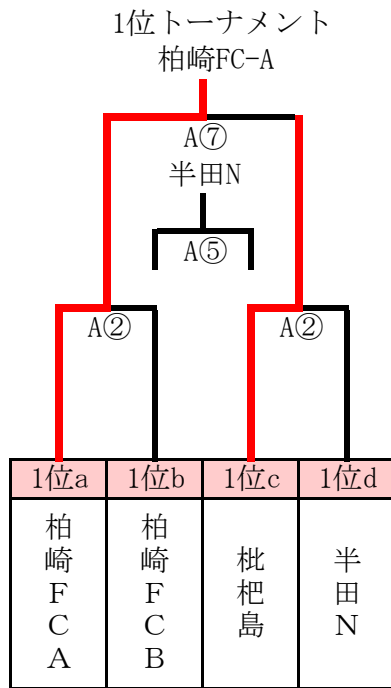 1位トーナメント
柏崎FC-A
A⑦
半田N
A⑤
A② A②
1位a 1位b 1位c 1位d
柏崎FCA 柏崎FCB 枇杷島 半田N